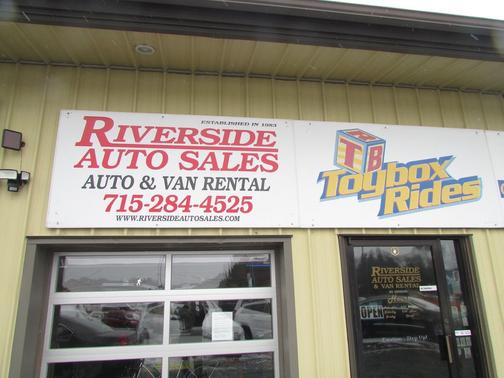 ESTABLISHED IN 1983
RIVERSIDE
AUTO SALES
AUTO & VAN RENTAL
715-284-4525
WWW.RIVERSIDEAUTOSALES.COM
T B
Toybox
Rides
RIVERSIDE
AUTO SALES
& VAN RENTAL
OPEN